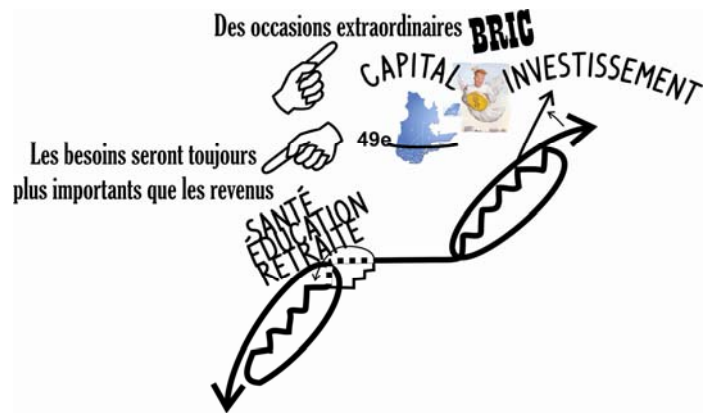 Des occasions extraordinaires BRIC
CAPITAL INVESTISSEMENT
49e
Les besoins seront toujours
plus importants que les revenus
SANTÉ
ÉDUCATION
RETRAITE